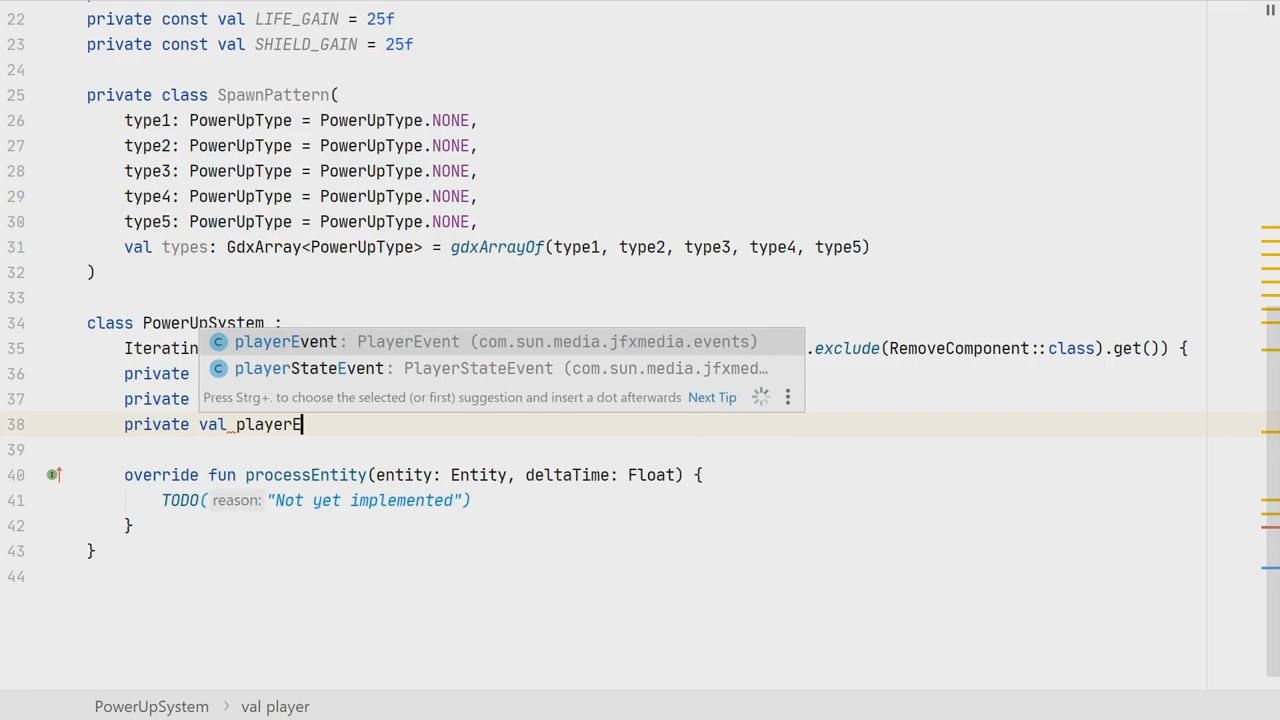 22 private const val LIFE_GAIN = 25f
23 private const val SHIELD_GAIN = 25f
24
25 private class SpawnPattern(
26 type1: PowerUpType = PowerUpType.NONE,
27 type2: PowerUpType = PowerUpType.NONE,
28 type3: PowerUpType = PowerUpType.NONE,
29 type4: PowerUpType = PowerUpType.NONE,
30 type5: PowerUpType = PowerUpType.NONE,
31 val types: GdxArray<PowerUpType> = gdxArrayOf(type1, type2, type3, type4, type5)
32 )
33
34 class PowerUpSystem :
playerEvent: PlayerEvent (com.sun.media.jfxmedia.events)
35 Iteratin .exclude(RemoveComponent::class).get()) {
playerStateEvent: PlayerStateEvent (com.sun.media.jfxmed…
36 private
Press Strg+. to choose the selected (or first) suggestion and insert a dot afterwards Next Tip
37 private
38 private val playerE
39
40 override fun processEntity(entity: Entity, deltaTime: Float) {
41 TODO( reason: "Not yet implemented")
42 }
43 }
44
PowerUpSystem > val player